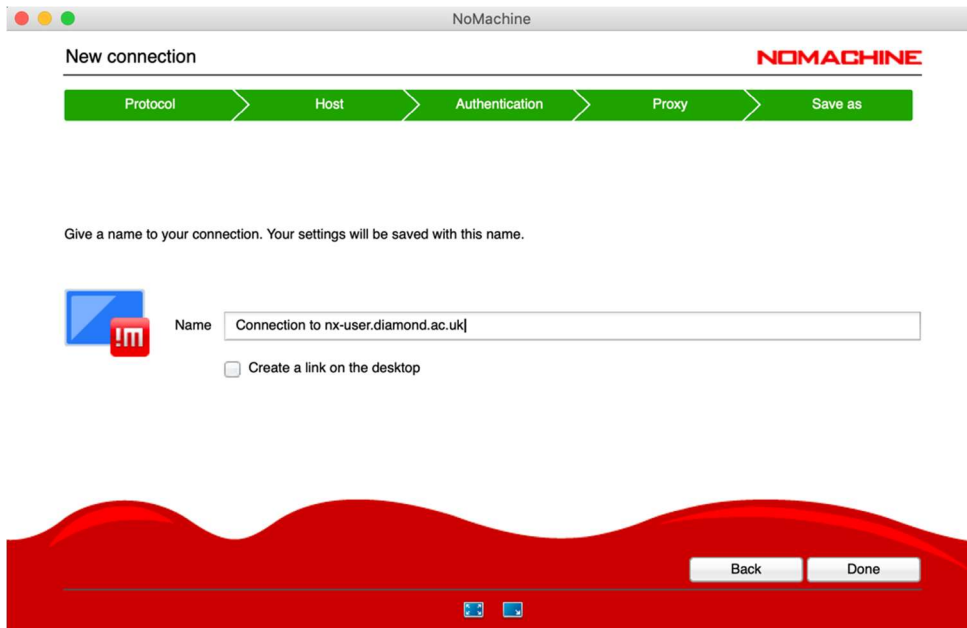 NoMachine
New connection
NOMACHINE
Protocol Host Authentication Proxy Save as
Give a name to your connection. Your settings will be saved with this name.
!m
Name Connection to nx-user.diamond.ac.uk
Create a link on the desktop
Back Done